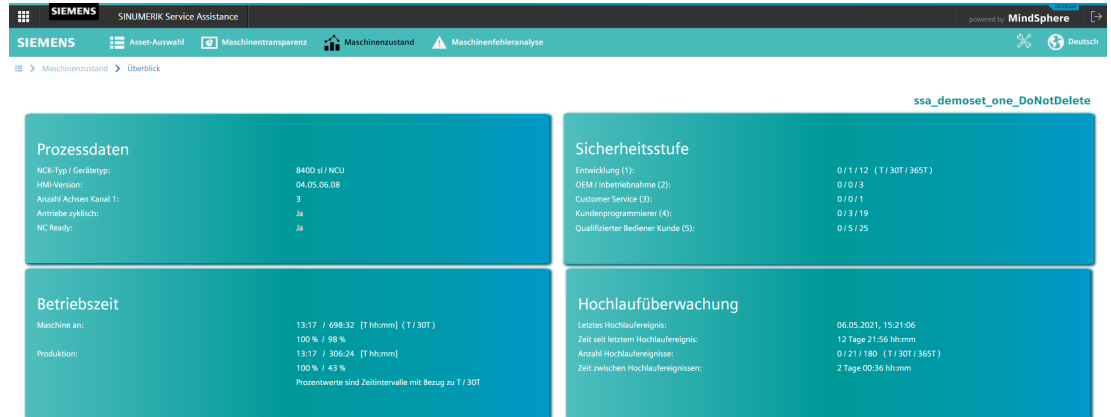 SIEMENS
SINUMERIK Service Assistance
DEVELOP
powered by MindSphere
SIEMENS Asset-Auswahl Maschinentransparenz Maschinenzustand Maschinenfehleranalyse Deutsch
Maschinenzustand Überblick
ssa_demoset_one_DoNotDelete
Prozessdaten
NCK-Typ / Gerätetyp: 840D sl / NCU
HMI-Version: 04.05.06.08
Anzahl Achsen Kanal 1: 3
Antriebe zyklisch: Ja
NC Ready: Ja
Sicherheitsstufe
Entwicklung (1): 0 / 1 / 12 ( T / 30T / 365T )
OEM / Inbetriebnahme (2): 0 / 0 / 3
Customer Service (3): 0 / 0 / 1
Kundenprogrammierer (4): 0 / 3 / 19
Qualifizierter Bediener Kunde (5): 0 / 5 / 25
Betriebszeit
Maschine an: 13:17 / 698:32 [T hh:mm] ( T / 30T )
100 % / 98 %
Produktion: 13:17 / 306:24 [T hh:mm]
100 % / 43 %
Prozentwerte sind Zeitintervalle mit Bezug zu T / 30T
Hochlaufüberwachung
Letztes Hochlaufereignis: 06.05.2021, 15:21:06
Zeit seit letztem Hochlaufereignis: 12 Tage 21:56 hh:mm
Anzahl Hochlaufereignisse: 0 / 21 / 180 ( T / 30T / 365T )
Zeit zwischen Hochlaufereignissen: 2 Tage 00:36 hh:mm